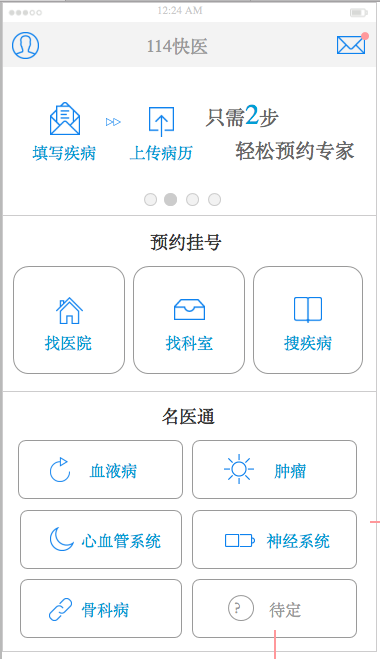 12:24 AM
114快医
填写疾病
上传病历
只需2步
轻松预约专家
预约挂号
找医院
找科室
搜疾病
名医通
血液病
肿瘤
心血管系统
神经系统
骨科病
? 待定